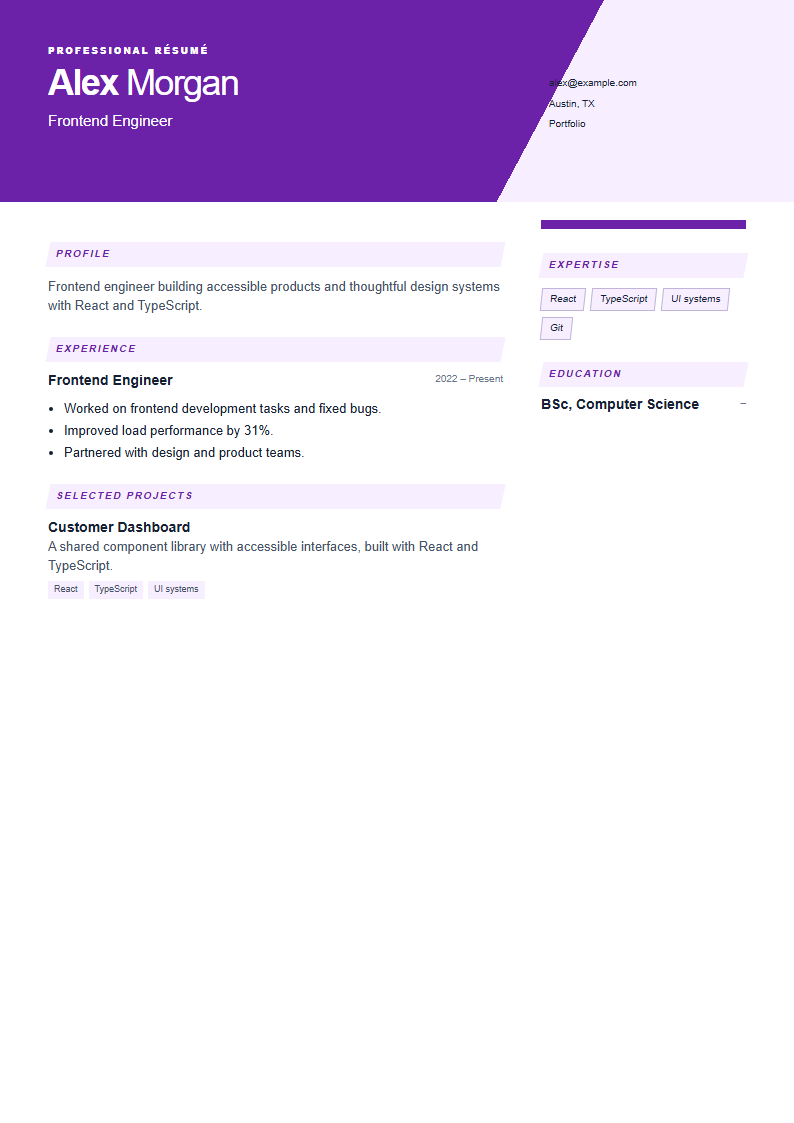 PROFESSIONAL RÉSUMÉ
Alex Morgan
Frontend Engineer
alex@example.com
Austin, TX
Portfolio
PROFILE
Frontend engineer building accessible products and thoughtful design systems
with React and TypeScript.
EXPERIENCE
Frontend Engineer 2022 – Present
• Worked on frontend development tasks and fixed bugs.
• Improved load performance by 31%.
• Partnered with design and product teams.
SELECTED PROJECTS
Customer Dashboard
A shared component library with accessible interfaces, built with React and
TypeScript.
React TypeScript UI systems
EXPERTISE
React TypeScript UI systems
Git
EDUCATION
BSc, Computer Science –